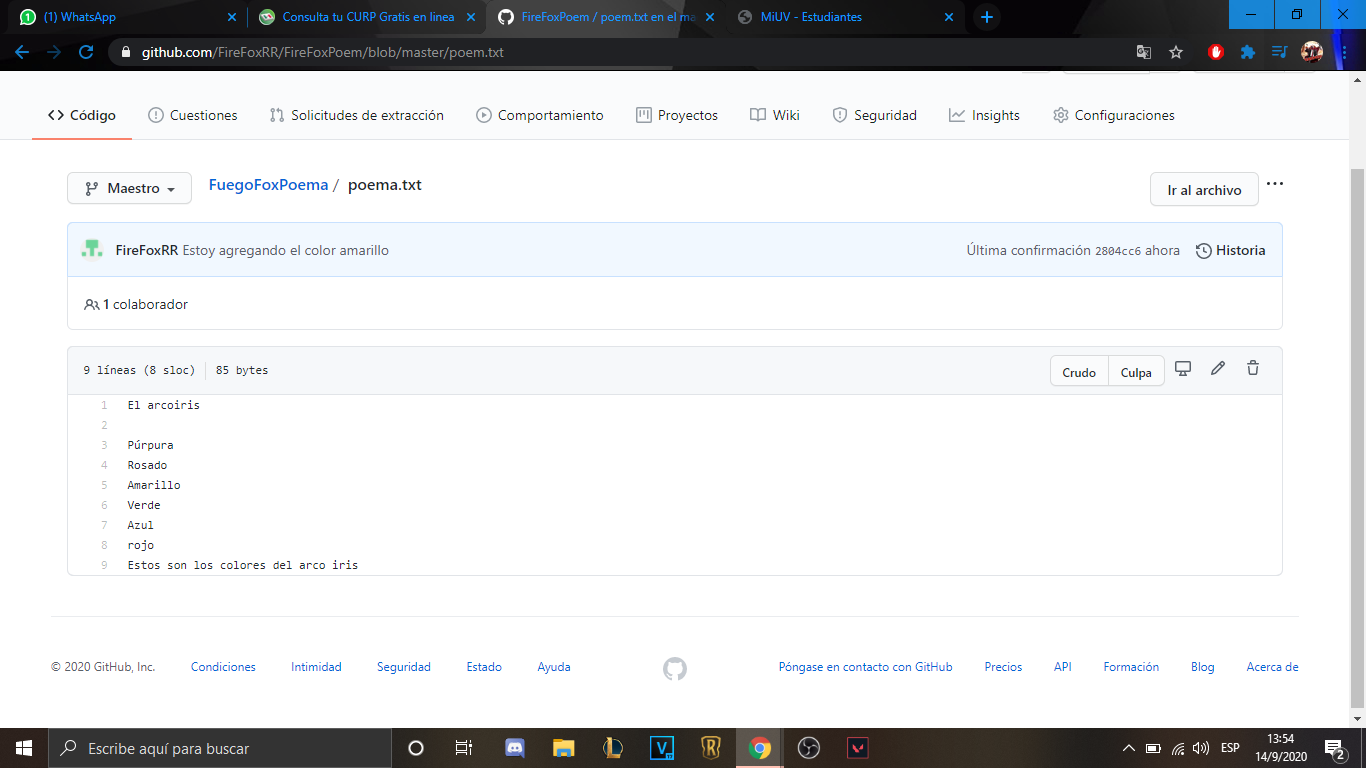 (1) WhatsApp
Consulta tu CURP Gratis en linea
FireFoxPoem / poem.txt en el ma
MiUV - Estudiantes
github.com/FireFoxRR/FireFoxPoem/blob/master/poem.txt
Código
Cuestiones
Solicitudes de extracción
Comportamiento
Proyectos
Wiki
Seguridad
Insights
Configuraciones
Maestro
FuegoFoxPoema / poema.txt
Ir al archivo
FireFoxRR Estoy agregando el color amarillo
Última confirmación 2804cc6 ahora
Historia
1 colaborador
9 líneas (8 sloc)
85 bytes
Crudo
Culpa
1 El arcoiris
2
3 Púrpura
4 Rosado
5 Amarillo
6 Verde
7 Azul
8 rojo
9 Estos son los colores del arco iris
© 2020 GitHub, Inc.
Condiciones
Intimidad
Seguridad
Estado
Ayuda
Póngase en contacto con GitHub
Precios
API
Formación
Blog
Acerca de
Escribe aquí para buscar
ESP
13:54
14/9/2020
2